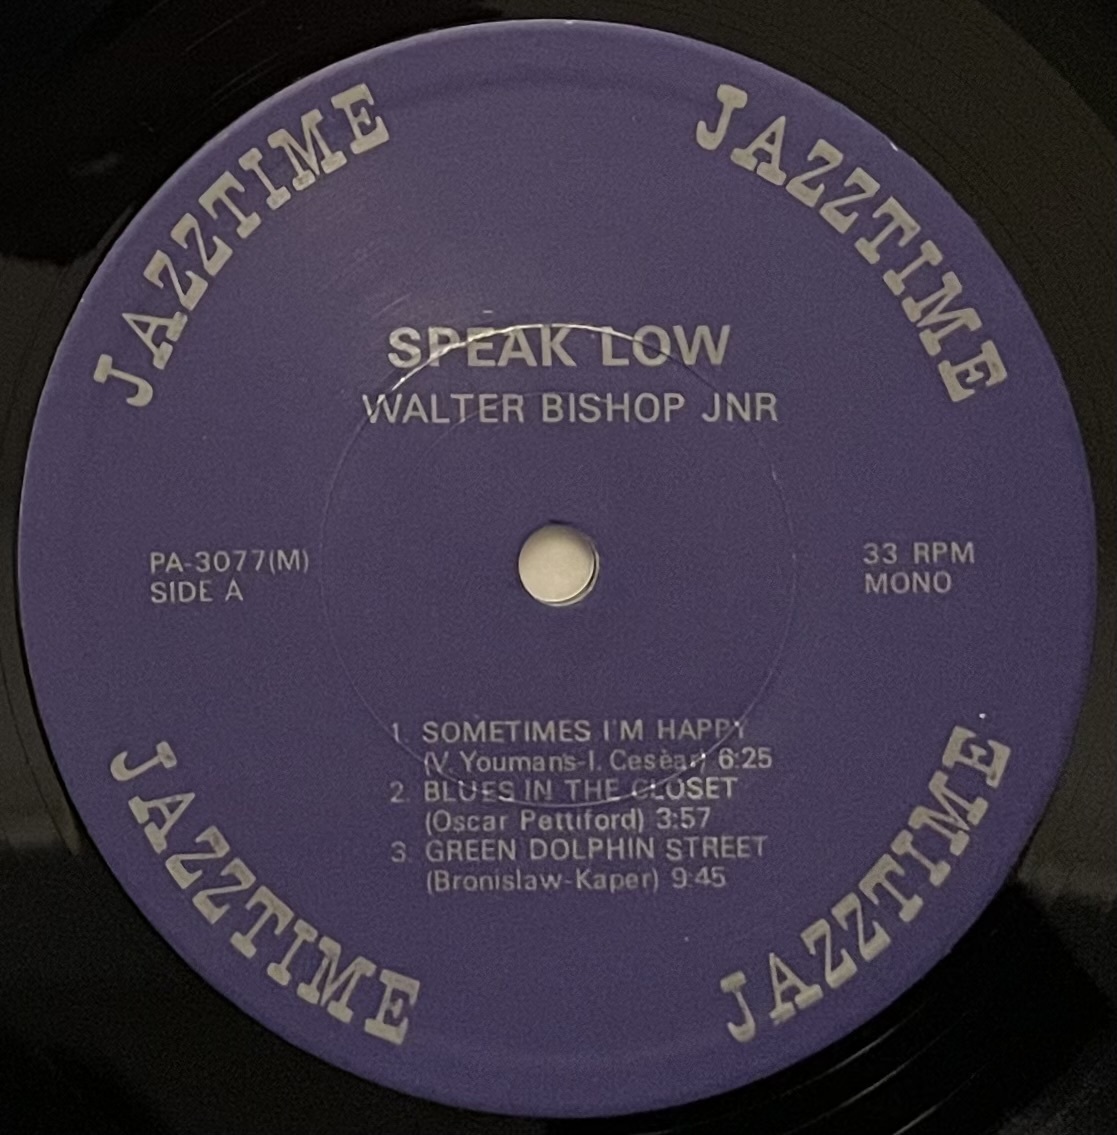 JAZZTIME
JAZZTIME
SPEAK LOW
WALTER BISHOP JNR
PA-3077(M)
SIDE A
33 RPM
MONO
1. SOMETIMES I'M HAPPY
(V. Youmans-I. Cesèar) 6:25
2. BLUES IN THE CLOSET
(Oscar Pettiford) 3:57
3. GREEN DOLPHIN STREET
(Bronislaw-Kaper) 9:45
JAZZTIME
JAZZTIME